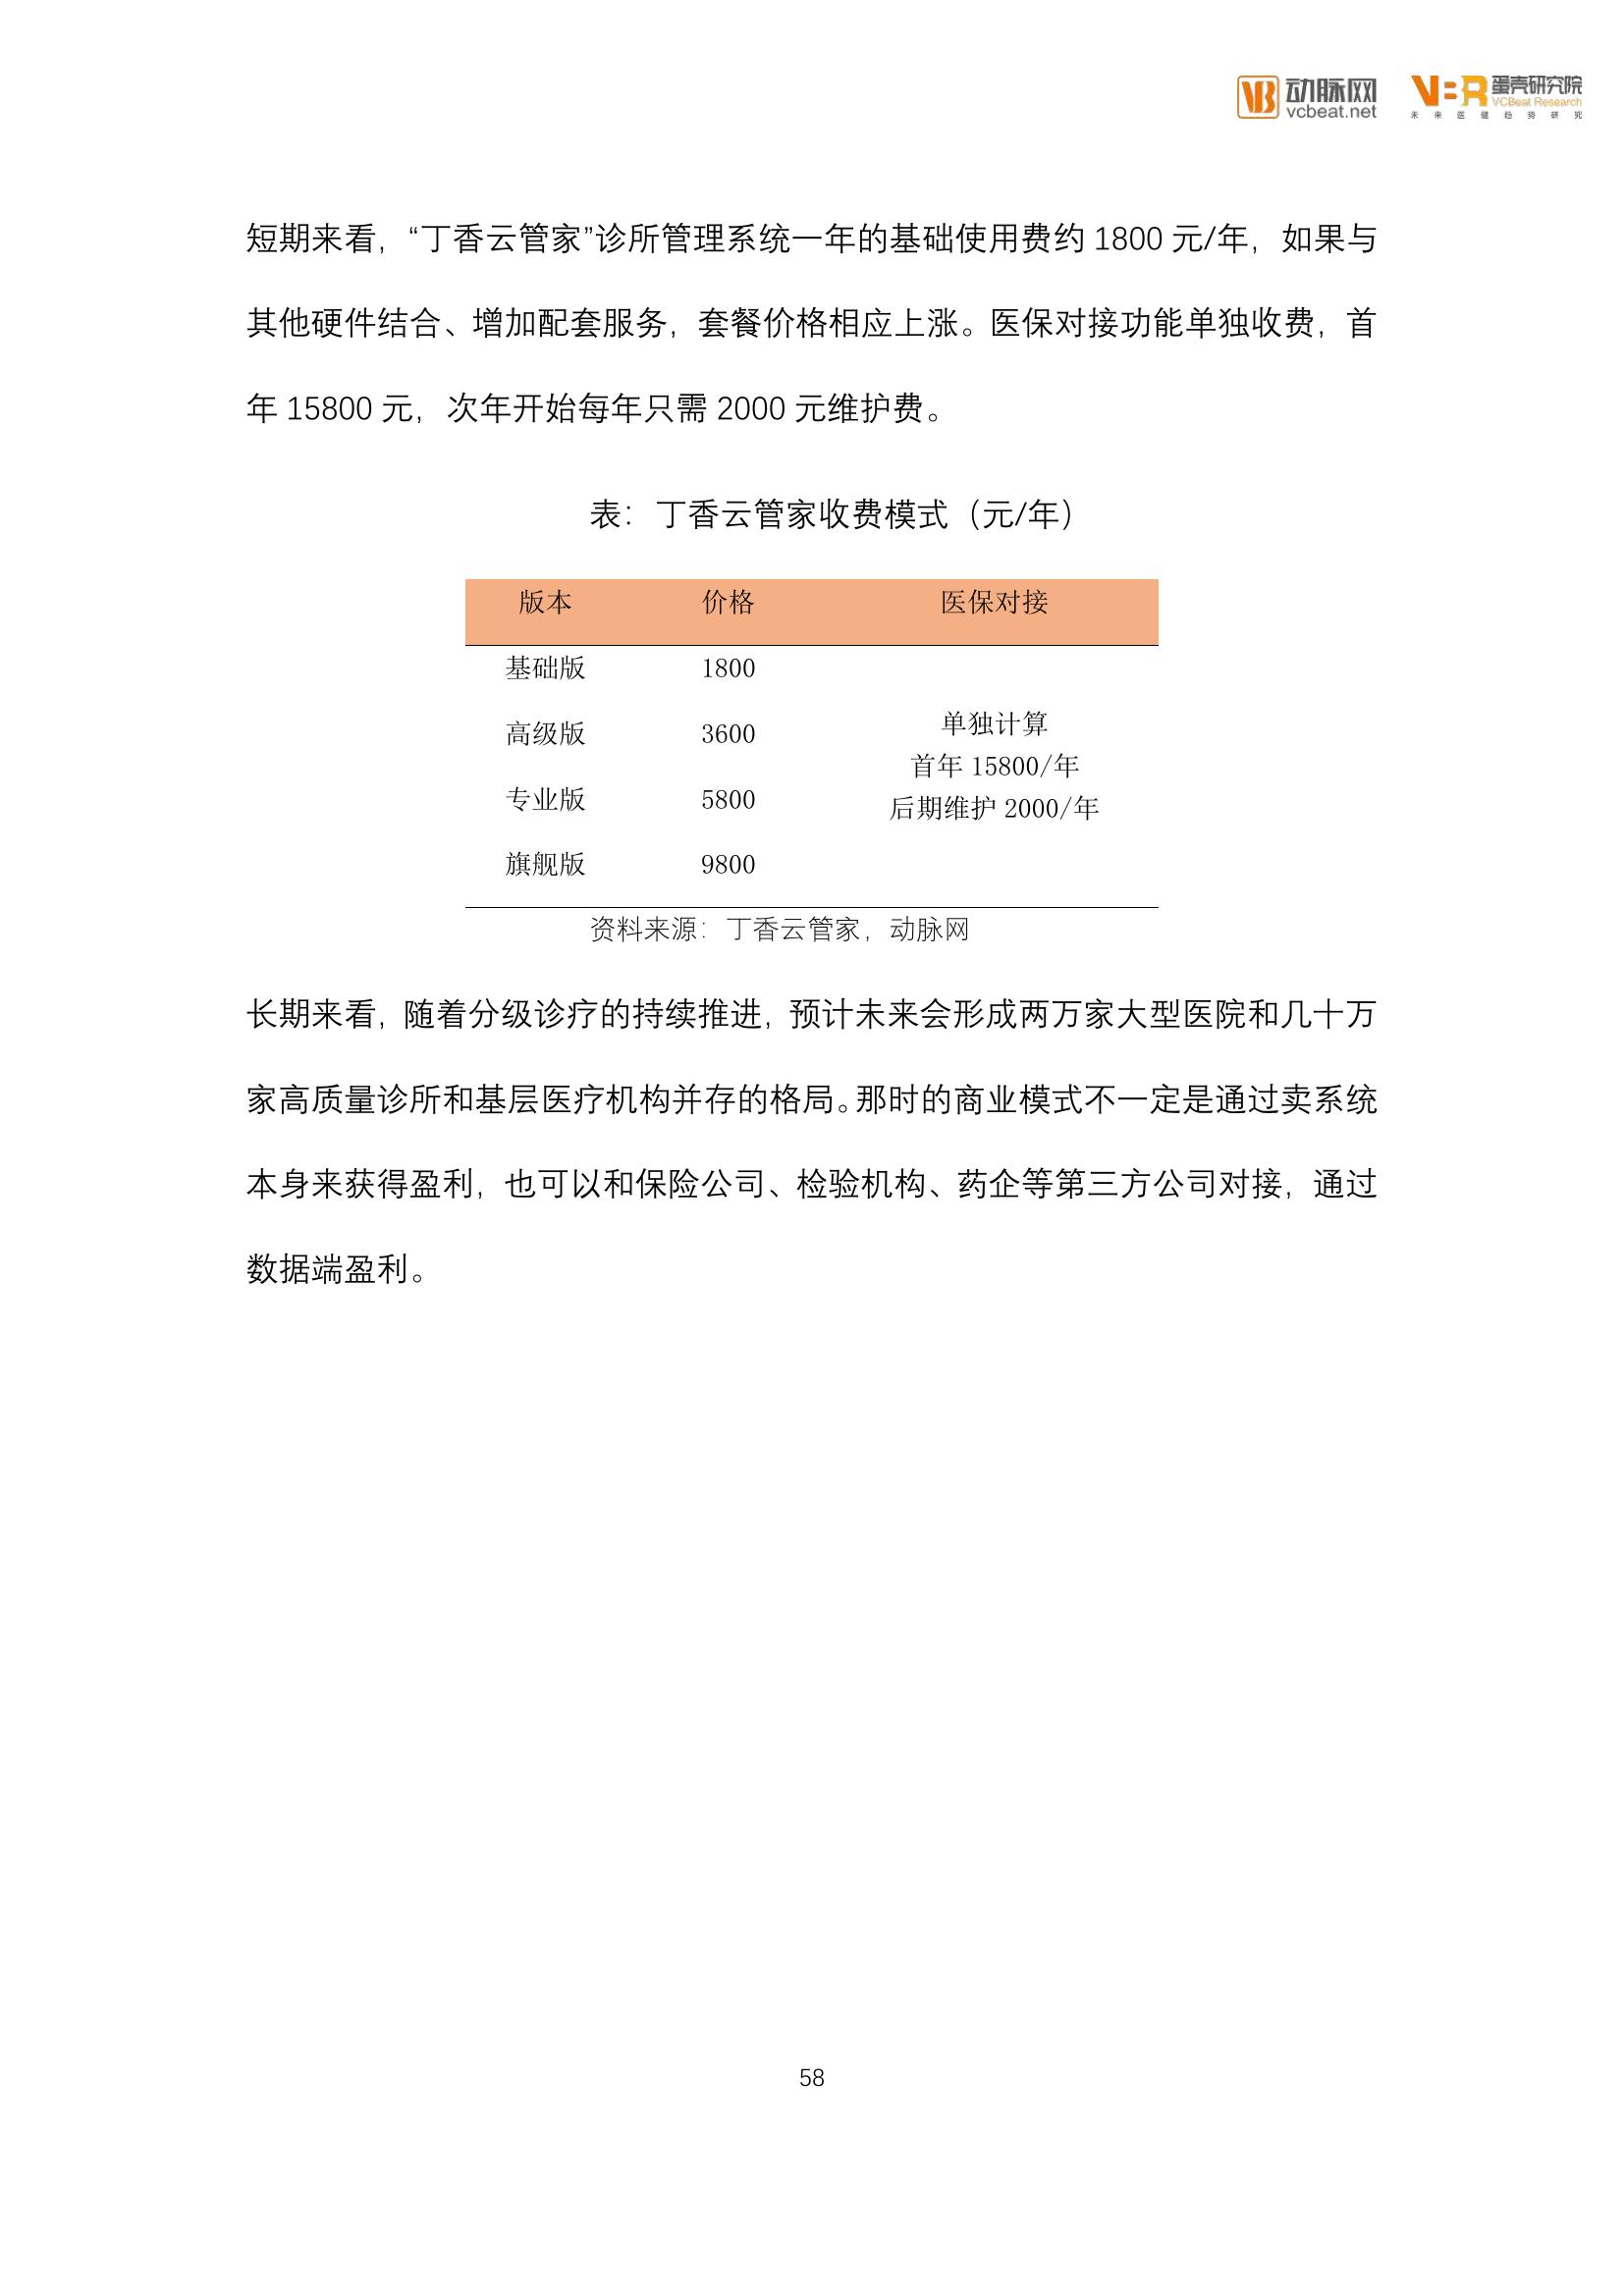 动脉网
vcbeat.net
VBR 蛋壳研究院
VCBeat Research
未来医健趋势研究
短期来看，“丁香云管家”诊所管理系统一年的基础使用费约 1800 元/年，如果与
其他硬件结合、增加配套服务，套餐价格相应上涨。医保对接功能单独收费，首
年 15800 元，次年开始每年只需 2000 元维护费。
表：丁香云管家收费模式（元/年）
版本 价格 医保对接
基础版 1800
高级版 3600
单独计算
首年 15800/年
专业版 5800
后期维护 2000/年
旗舰版 9800
资料来源：丁香云管家，动脉网
长期来看，随着分级诊疗的持续推进，预计未来会形成两万家大型医院和几十万
家高质量诊所和基层医疗机构并存的格局。那时的商业模式不一定是通过卖系统
本身来获得盈利，也可以和保险公司、检验机构、药企等第三方公司对接，通过
数据端盈利。
58